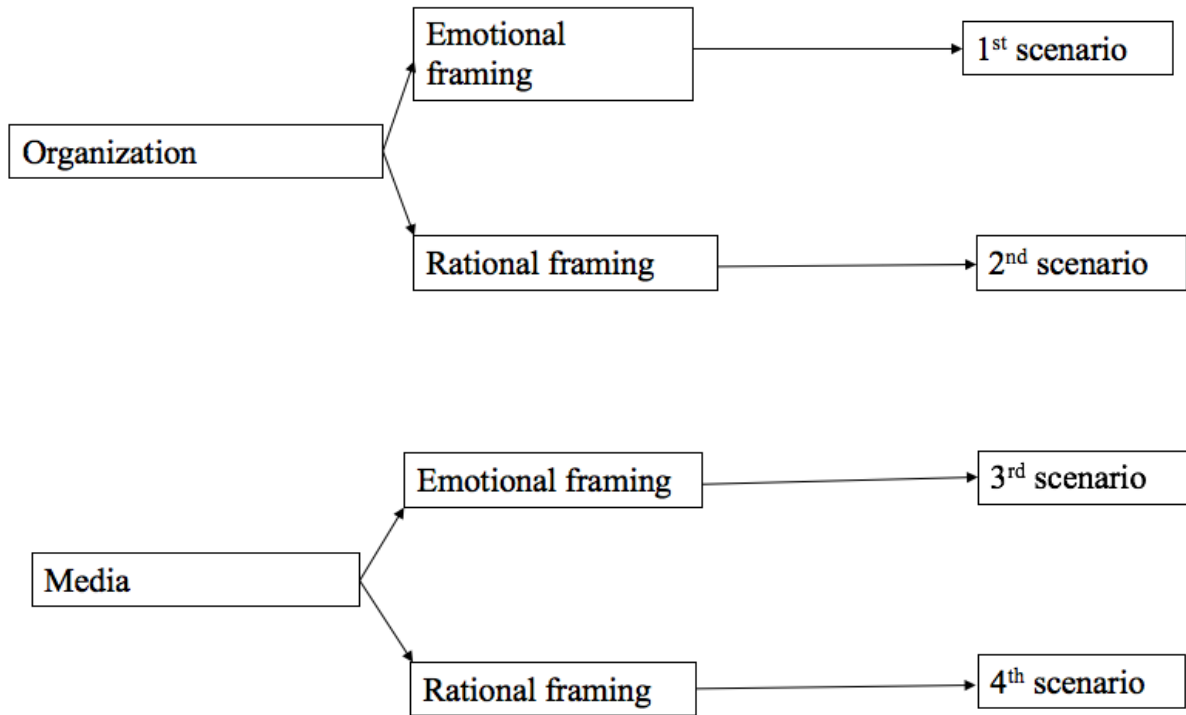 Emotional
framing
1st scenario
Organization
Rational framing
2nd scenario
Emotional framing
3rd scenario
Media
Rational framing
4th scenario